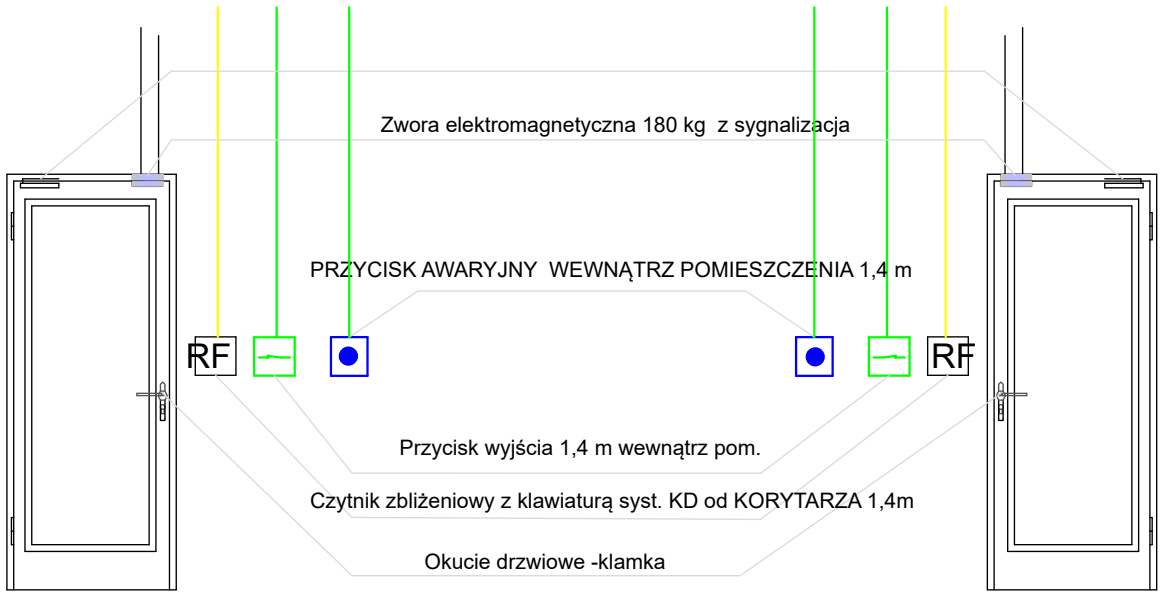 Zwora elektromagnetyczna 180 kg z sygnalizacja
PRZYCISK AWARYJNY WEWNĄTRZ POMIESZCZENIA 1,4 m
RF
RF
Przycisk wyjścia 1,4 m wewnątrz pom.
Czytnik zbliżeniowy z klawiaturą syst. KD od KORYTARZA 1,4m
Okucie drzwiowe -klamka